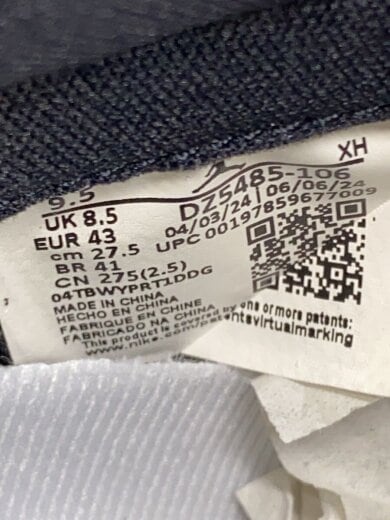 9.5
UK 8.5
EUR 43
cm 27.5
BR 41
CN 275(2.5)
04TBWYPRT1DDG
MADE IN CHINA
HECHO EN CHINA
FABRIQUE EN CHINE
FABRICADO NA CHINA
This product is covered by one or more patents:
www.nike.com/patentsvirtualmarking
XH
DZ5485-106
04/03/24 | 06/06/24
UPC 00197859677009